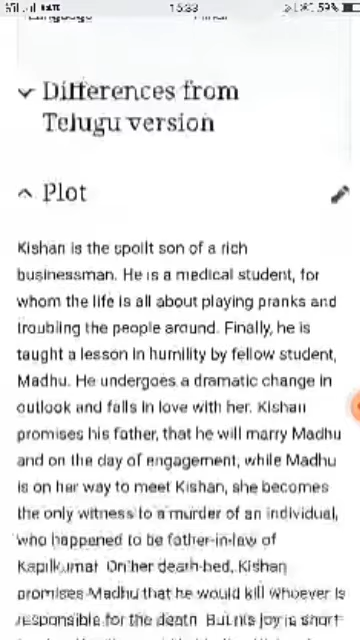 15:33
59%
Language
Hindi
Differences from
Telugu version
Plot
Kishan is the spoilt son of a rich
businessman. He is a medical student, for
whom the life is all about playing pranks and
troubling the people around. Finally, he is
taught a lesson in humility by fellow student,
Madhu. He undergoes a dramatic change in
outlook and falls in love with her. Kishan
promises his father, that he will marry Madhu
and on the day of engagement, while Madhu
is on her way to meet Kishan, she becomes
the only witness to a murder of an individual,
who happened to be father-in-law of
Kapilkumat On her death-bed, Kishan
promises Madhu that he would kill whoever is
responsible for the death But his joy is short-